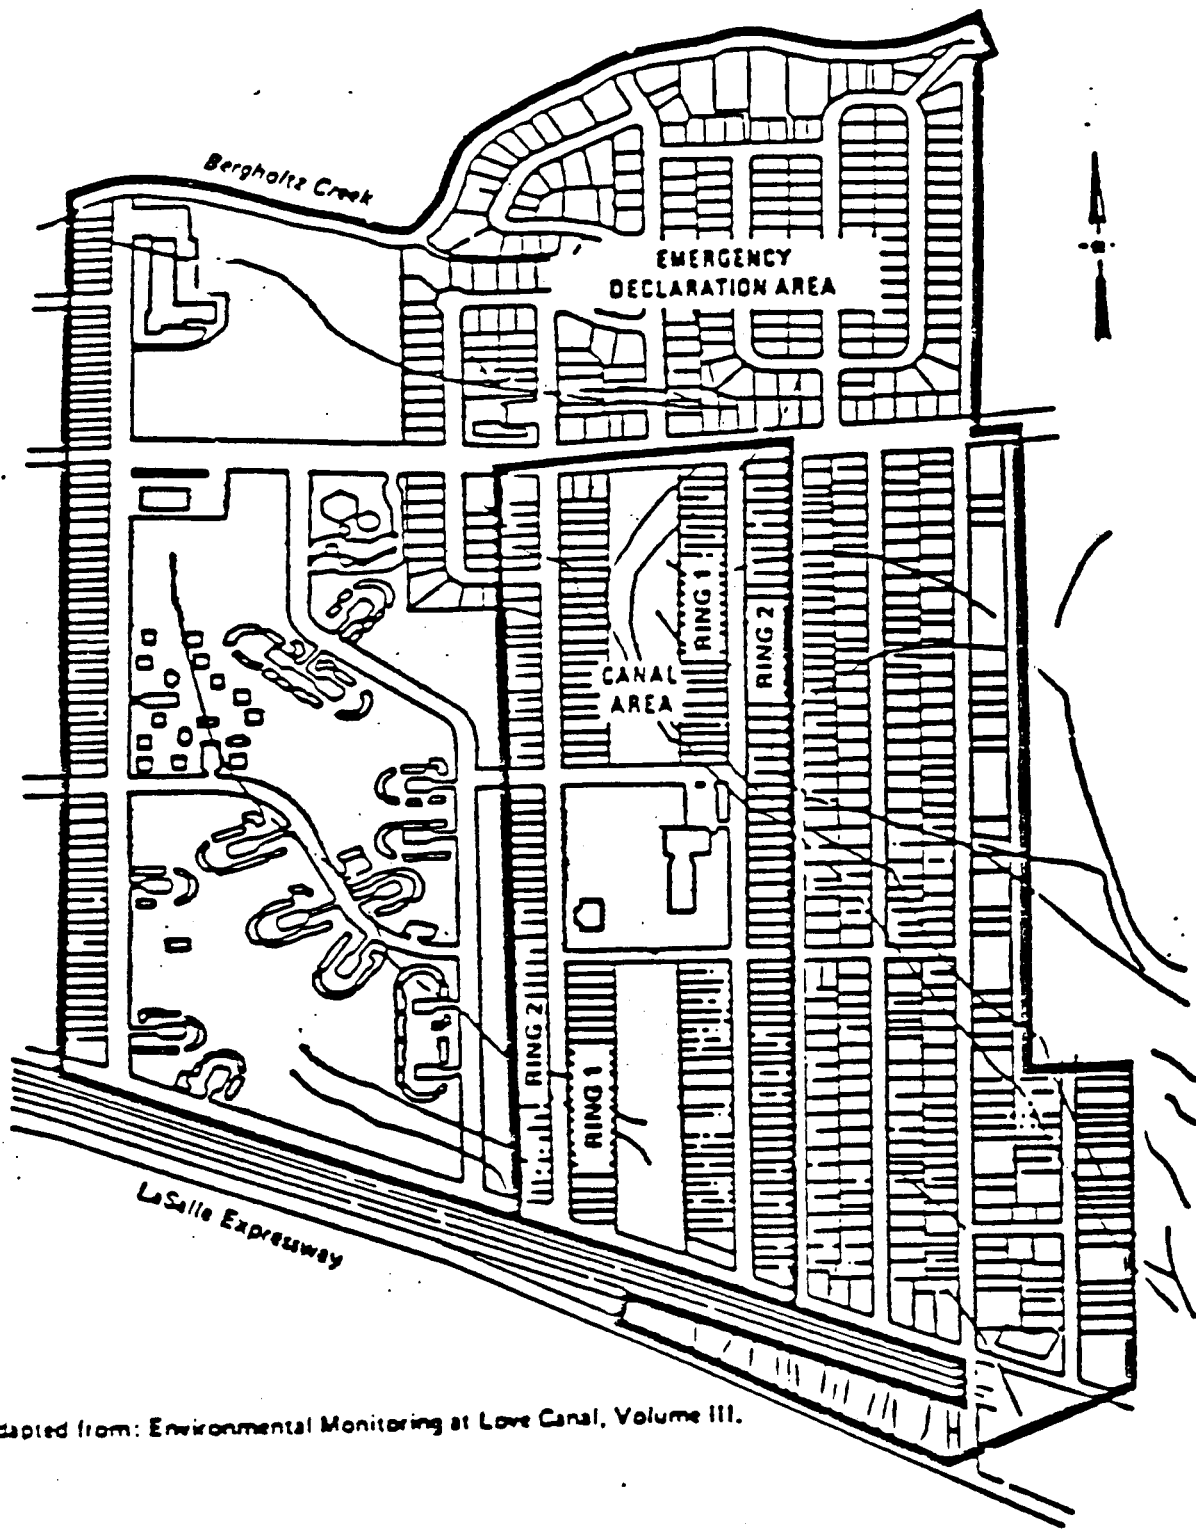 Bergholtz Creek
EMERGENCY
DECLARATION AREA
RING 1
RING 2
CANAL
AREA
RING 2
RING 1
LaSalle Expressway
dapted from: Environmental Monitoring at Love Canal, Volume III.